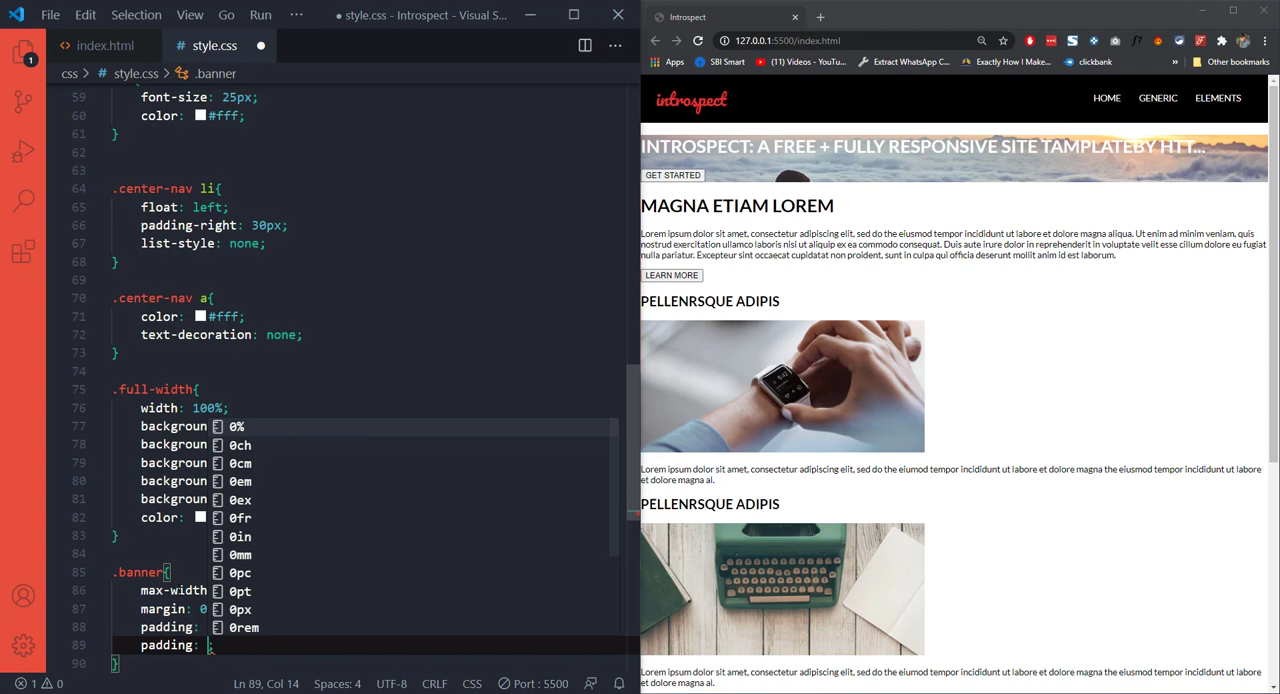 File Edit Selection View Go Run ··· ● style.css - Introspect - Visual S...
<> index.html # style.css ●
css > # style.css > .banner
59 font-size: 25px;
60 color: #fff;
61 }
62
63
64 .center-nav li{
65 float: left;
66 padding-right: 30px;
67 list-style: none;
68 }
69
70 .center-nav a{
71 color: #fff;
72 text-decoration: none;
73 }
74
75 .full-width{
76 width: 100%;
77 backgroun 0%
78 backgroun 0ch
79 backgroun 0cm
80 backgroun 0em
81 backgroun 0ex
82 color: 0fr
83 } 0in
84 0mm
85 .banner{ 0pc
86 max-width 0pt
87 margin: 0 0px
88 padding: 0rem
89 padding: ;
90 }
1
1 0 Ln 89, Col 14 Spaces: 4 UTF-8 CRLF CSS Port : 5500
Introspect
127.0.0.1:5500/index.html
Apps SBI Smart (11) Videos - YouTu... Extract WhatsApp C... Exactly How I Make... clickbank » Other bookmarks
introspect HOME GENERIC ELEMENTS
INTROSPECT: A FREE + FULLY RESPONSIVE SITE TAMPLATEBY HTT...
GET STARTED
MAGNA ETIAM LOREM
Lorem ipsum dolor sit amet, consectetur adipiscing elit, sed do the eiumod tempor incididunt ut labore et dolore magna aliqua. Ut enim ad minim veniam, quis
nostrud exercitation ullamco laboris nisi ut aliquip ex ea commodo consequat. Duis aute irure dolor in reprehenderit in voluptate velit esse cillum dolore eu fugiat
nulla pariatur. Excepteur sint occaecat cupidatat non proident, sunt in culpa qui officia deserunt mollit anim id est laborum.
LEARN MORE
PELLENRSQUE ADIPIS
Lorem ipsum dolor sit amet, consectetur adipiscing elit, sed do the eiumod tempor incididunt ut labore et dolore magna the eiusmod tempor incididunt ut labore
et dolore magna al.
PELLENRSQUE ADIPIS
Lorem ipsum dolor sit amet, consectetur adipiscing elit, sed do the eiumod tempor incididunt ut labore et dolore magna the eiusmod tempor incididunt ut labore
et dolore magna al.